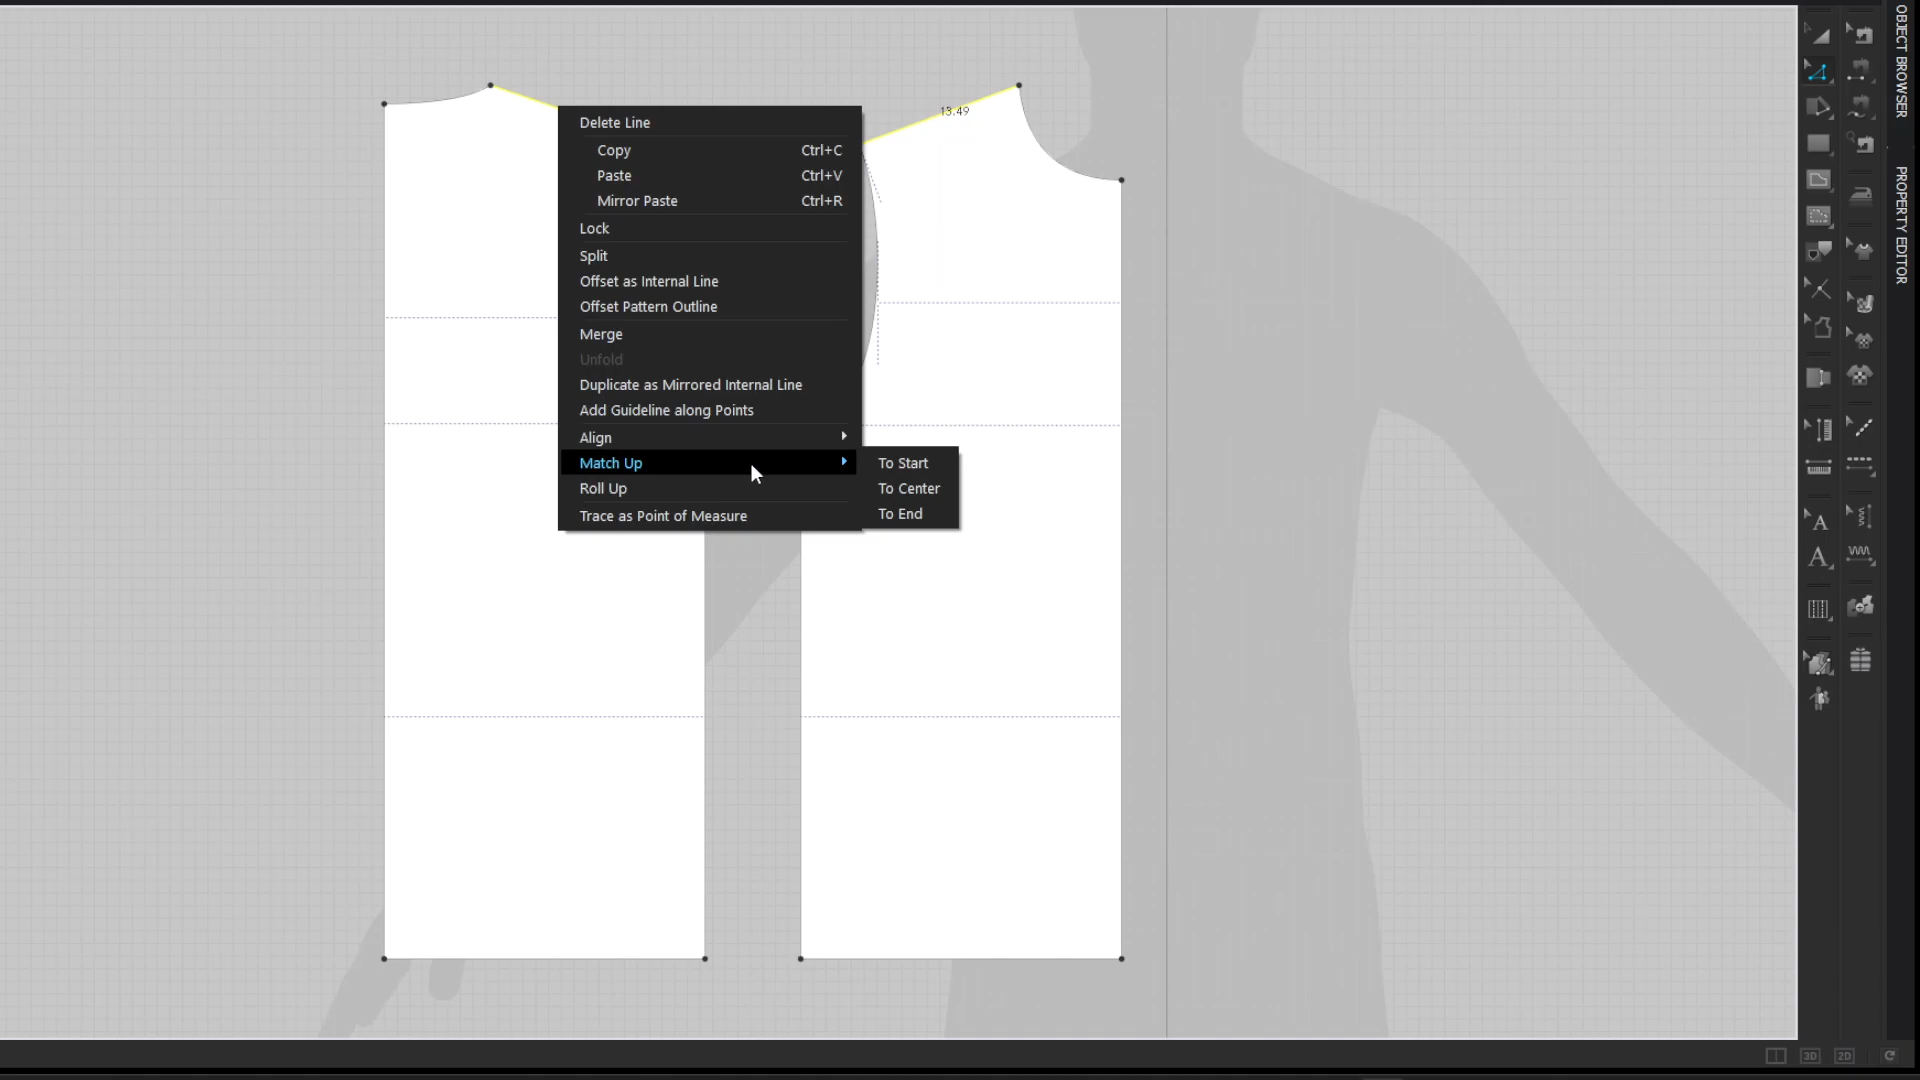 OBJECT BROWSER
PROPERTY EDITOR
13.49
Delete Line
Copy Ctrl+C
Paste Ctrl+V
Mirror Paste Ctrl+R
Lock
Split
Offset as Internal Line
Offset Pattern Outline
Merge
Unfold
Duplicate as Mirrored Internal Line
Add Guideline along Points
Align
Match Up
Roll Up
Trace as Point of Measure
To Start
To Center
To End
A
A
3D
2D